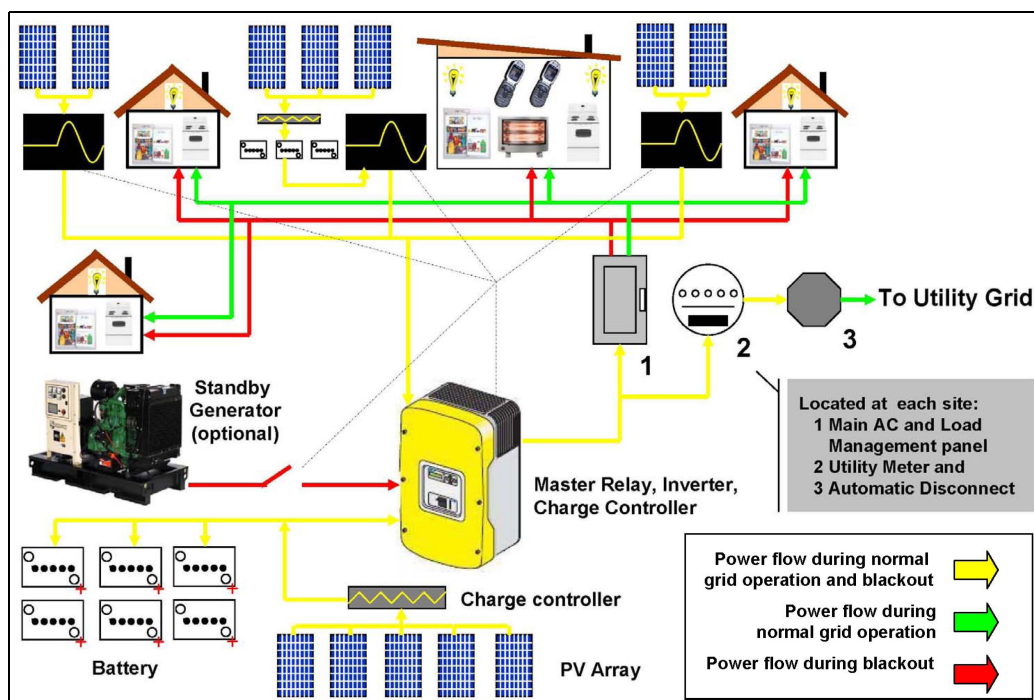 To Utility Grid
1
2
3
Standby
Generator
(optional)
Located at each site:
1 Main AC and Load
Management panel
2 Utility Meter and
3 Automatic Disconnect
Master Relay, Inverter,
Charge Controller
Charge controller
Battery
PV Array
Power flow during normal
grid operation and blackout
Power flow during
normal grid operation
Power flow during blackout